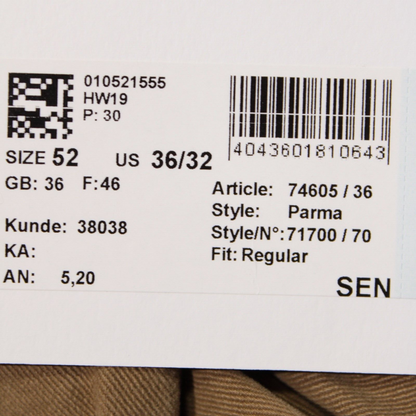 010521555
HW19
P: 30
4043601810643
SIZE 52 US 36/32
GB: 36 F:46
Article: 74605 / 36
Style: Parma
Kunde: 38038
Style/N°:71700 / 70
KA:
Fit: Regular
AN: 5,20
SEN